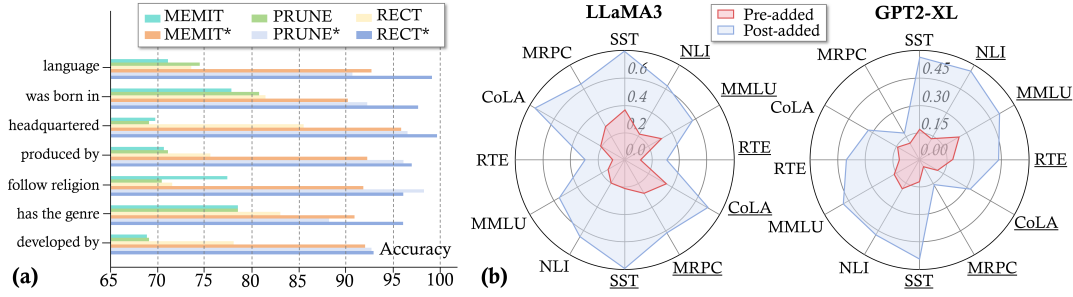 MEMIT PRUNE RECT
MEMIT* PRUNE* RECT*
language
was born in
headquartered
produced by
follow religion
has the genre
developed by
Accuracy
65 70 75 80 85 90 95 100
(a)
LLaMA3
Pre-added
Post-added
GPT2-XL
SST
NLI
MMLU
RTE
CoLA
MRPC
SST
NLI
MMLU
RTE
CoLA
MRPC
0.6
0.4
0.2
0.0
SST
NLI
MMLU
RTE
CoLA
MRPC
SST
NLI
MMLU
RTE
CoLA
MRPC
0.45
0.30
0.15
0.00
(b)